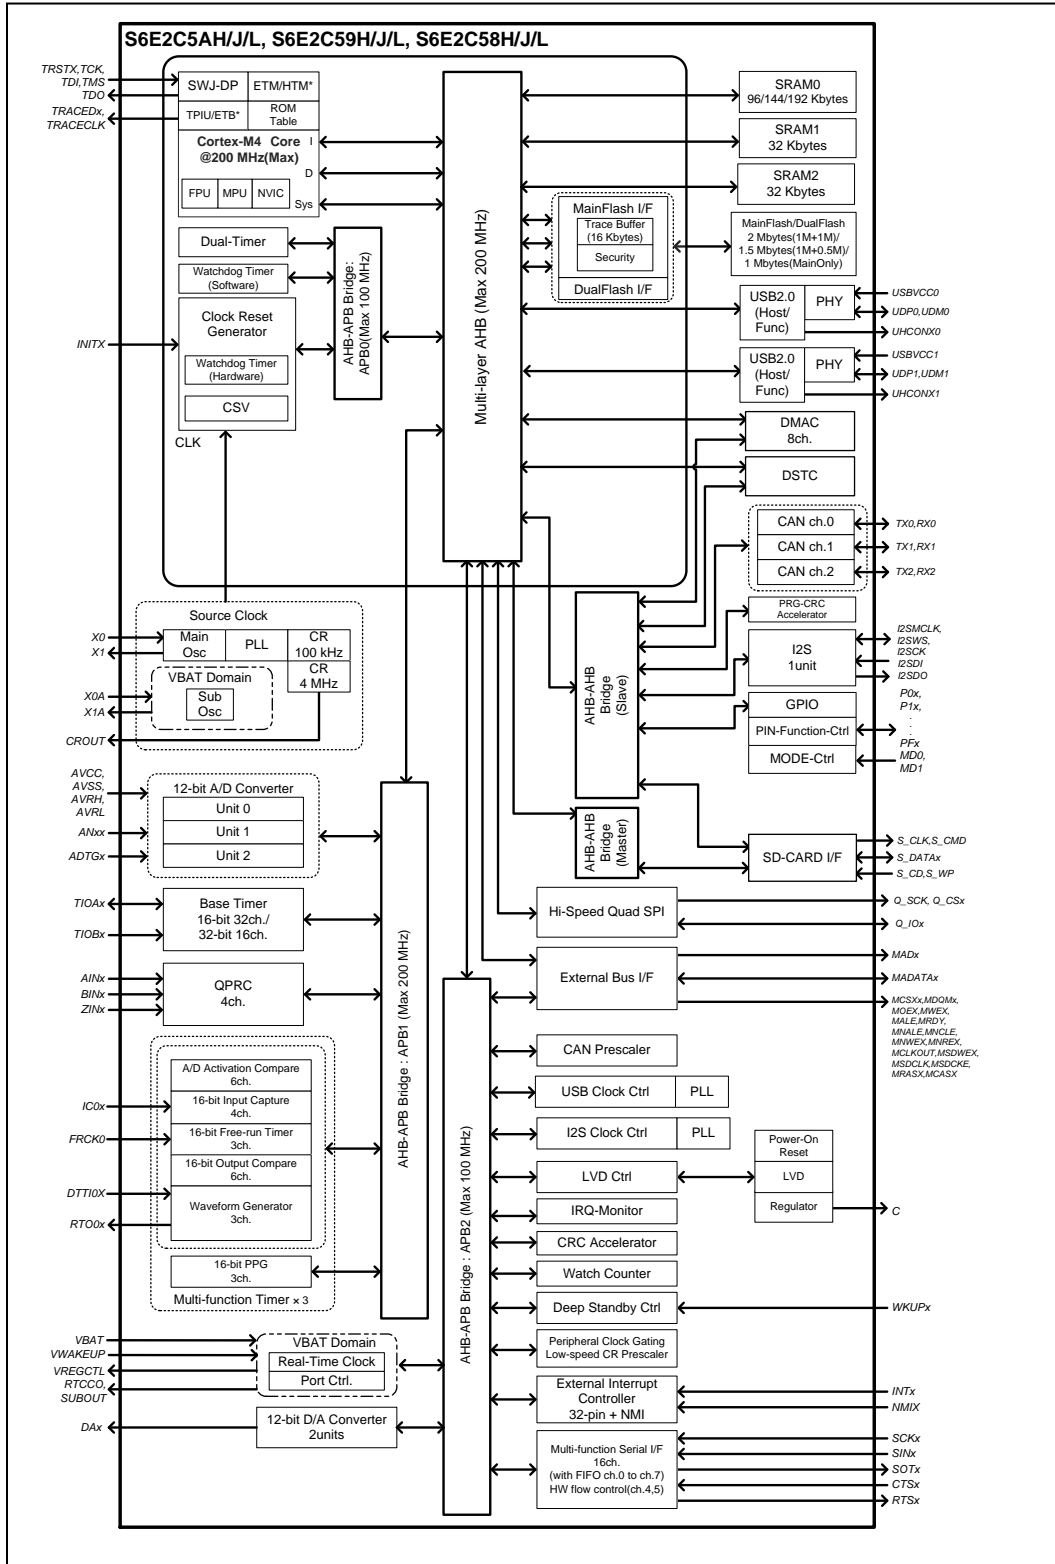 S6E2C5AH/J/L, S6E2C59H/J/L, S6E2C58H/J/L
TRSTX,TCK,
TDI,TMS
TDO
TRACEDx,
TRACECLK
SWJ-DP
ETM/HTM*
TPIU/ETB*
ROM
Table
Cortex-M4 Core
@200 MHz(Max)
I
D
Sys
FPU
MPU
NVIC
Dual-Timer
Watchdog Timer
(Software)
Clock Reset
Generator
Watchdog Timer
(Hardware)
CSV
CLK
INITX
AHB-APB Bridge:
APB0(Max 100 MHz)
Multi-layer AHB (Max 200 MHz)
SRAM0
96/144/192 Kbytes
SRAM1
32 Kbytes
SRAM2
32 Kbytes
MainFlash I/F
Trace Buffer
(16 Kbytes)
Security
DualFlash I/F
MainFlash/DualFlash
2 Mbytes(1M+1M)/
1.5 Mbytes(1M+0.5M)/
1 Mbytes(MainOnly)
USB2.0
(Host/
Func)
PHY
USBVCC0
UDP0,UDM0
UHCONX0
USB2.0
(Host/
Func)
PHY
USBVCC1
UDP1,UDM1
UHCONX1
DMAC
8ch.
DSTC
CAN ch.0
CAN ch.1
CAN ch.2
TX0,RX0
TX1,RX1
TX2,RX2
PRG-CRC
Accelerator
I2S
1unit
I2SMCLK,
I2SWS,
I2SCK
I2SDI
I2SDO
GPIO
PIN-Function-Ctrl
MODE-Ctrl
P0x,
P1x,
:
:
PFx
MD0,
MD1
AHB-AHB
Bridge
(Slave)
AHB-AHB
Bridge
(Master)
SD-CARD I/F
S_CLK,S_CMD
S_DATAx
S_CD,S_WP
Source Clock
Main
Osc
PLL
CR
100 kHz
CR
4 MHz
VBAT Domain
Sub
Osc
X0
X1
X0A
X1A
CROUT
AVCC,
AVSS,
AVRH,
AVRL
ANxx
ADTGx
12-bit A/D Converter
Unit 0
Unit 1
Unit 2
TIOAx
TIOBx
Base Timer
16-bit 32ch./
32-bit 16ch.
AINx
BINx
ZINx
QPRC
4ch.
AHB-APB Bridge : APB1 (Max 200 MHz)
A/D Activation Compare
6ch.
16-bit Input Capture
4ch.
16-bit Free-run Timer
3ch.
16-bit Output Compare
6ch.
Waveform Generator
3ch.
16-bit PPG
3ch.
Multi-function Timer × 3
IC0x
FRCK0
DTTI0X
RTO0x
VBAT
VWAKEUP
VREGCTL
RTCCO,
SUBOUT
VBAT Domain
Real-Time Clock
Port Ctrl.
DAx
12-bit D/A Converter
2units
AHB-APB Bridge : APB2 (Max 100 MHz)
Hi-Speed Quad SPI
Q_SCK, Q_CSx
Q_IOx
External Bus I/F
MADx
MADATAx
MCSXx,MDQMx,
MOEX,MWEX,
MALE,MRDY,
MNALE,MNCLE,
MNWEX,MNREX,
MCLKOUT,MSDWEX,
MSDCLK,MSDCKE,
MRASX,MCASX
CAN Prescaler
USB Clock Ctrl
PLL
I2S Clock Ctrl
PLL
LVD Ctrl
Power-On
Reset
LVD
Regulator
C
IRQ-Monitor
CRC Accelerator
Watch Counter
Deep Standby Ctrl
WKUPx
Peripheral Clock Gating
Low-speed CR Prescaler
External Interrupt
Controller
32-pin + NMI
INTx
NMIX
Multi-function Serial I/F
16ch.
(with FIFO ch.0 to ch.7)
HW flow control(ch.4,5)
SCKx
SINx
SOTx
CTSx
RTSx